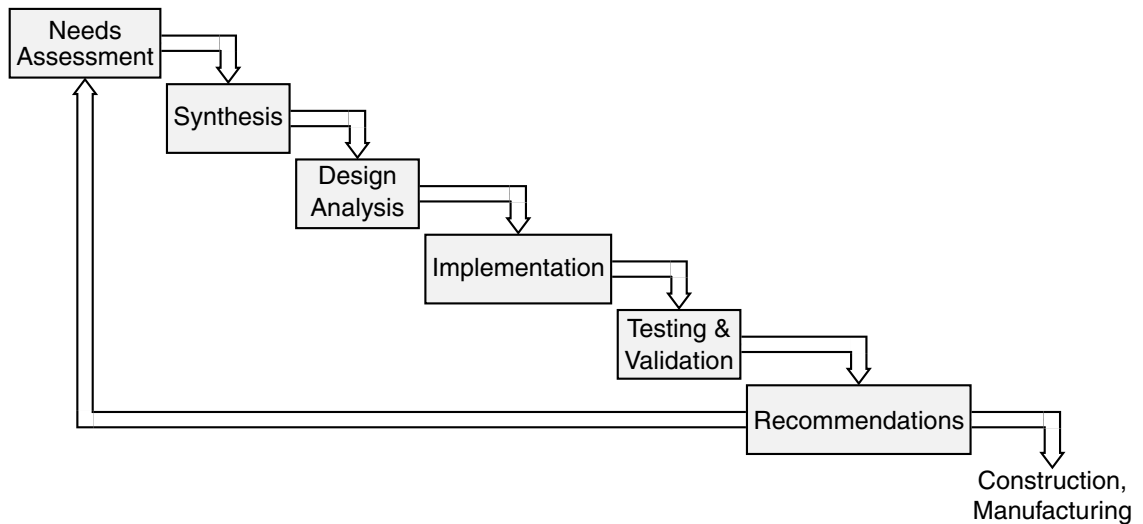 Needs
Assessment
Synthesis
Design
Analysis
Implementation
Testing &
Validation
Recommendations
Construction,
Manufacturing